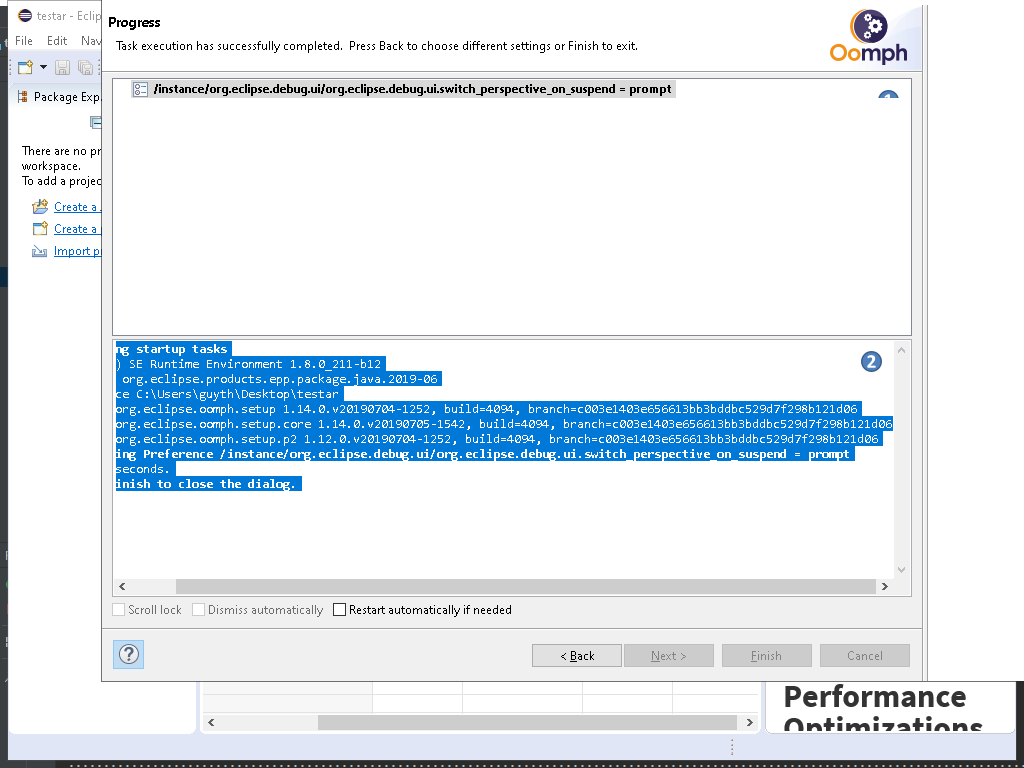 testar - Eclip
Progress
Task execution has successfully completed. Press Back to choose different settings or Finish to exit.
Oomph
File Edit Nav
/instance/org.eclipse.debug.ui/org.eclipse.debug.ui.switch_perspective_on_suspend = prompt
Package Exp
There are no pr
workspace.
To add a projec
Create a
Create a
Import p
ng startup tasks
) SE Runtime Environment 1.8.0_211-b12
org.eclipse.products.epp.package.java.2019-06
ce C:\Users\guyth\Desktop\testar
org.eclipse.oomph.setup 1.14.0.v20190704-1252, build=4094, branch=c003e1403e656613bb3bddbc529d7f298b121d06
org.eclipse.oomph.setup.core 1.14.0.v20190705-1542, build=4094, branch=c003e1403e656613bb3bddbc529d7f298b121d06
org.eclipse.oomph.setup.p2 1.12.0.v20190704-1252, build=4094, branch=c003e1403e656613bb3bddbc529d7f298b121d06
ing Preference /instance/org.eclipse.debug.ui/org.eclipse.debug.ui.switch_perspective_on_suspend = prompt
seconds.
inish to close the dialog.
2
Scroll lock Dismiss automatically Restart automatically if needed
? < Back Next > Finish Cancel
Performance
Optimizations